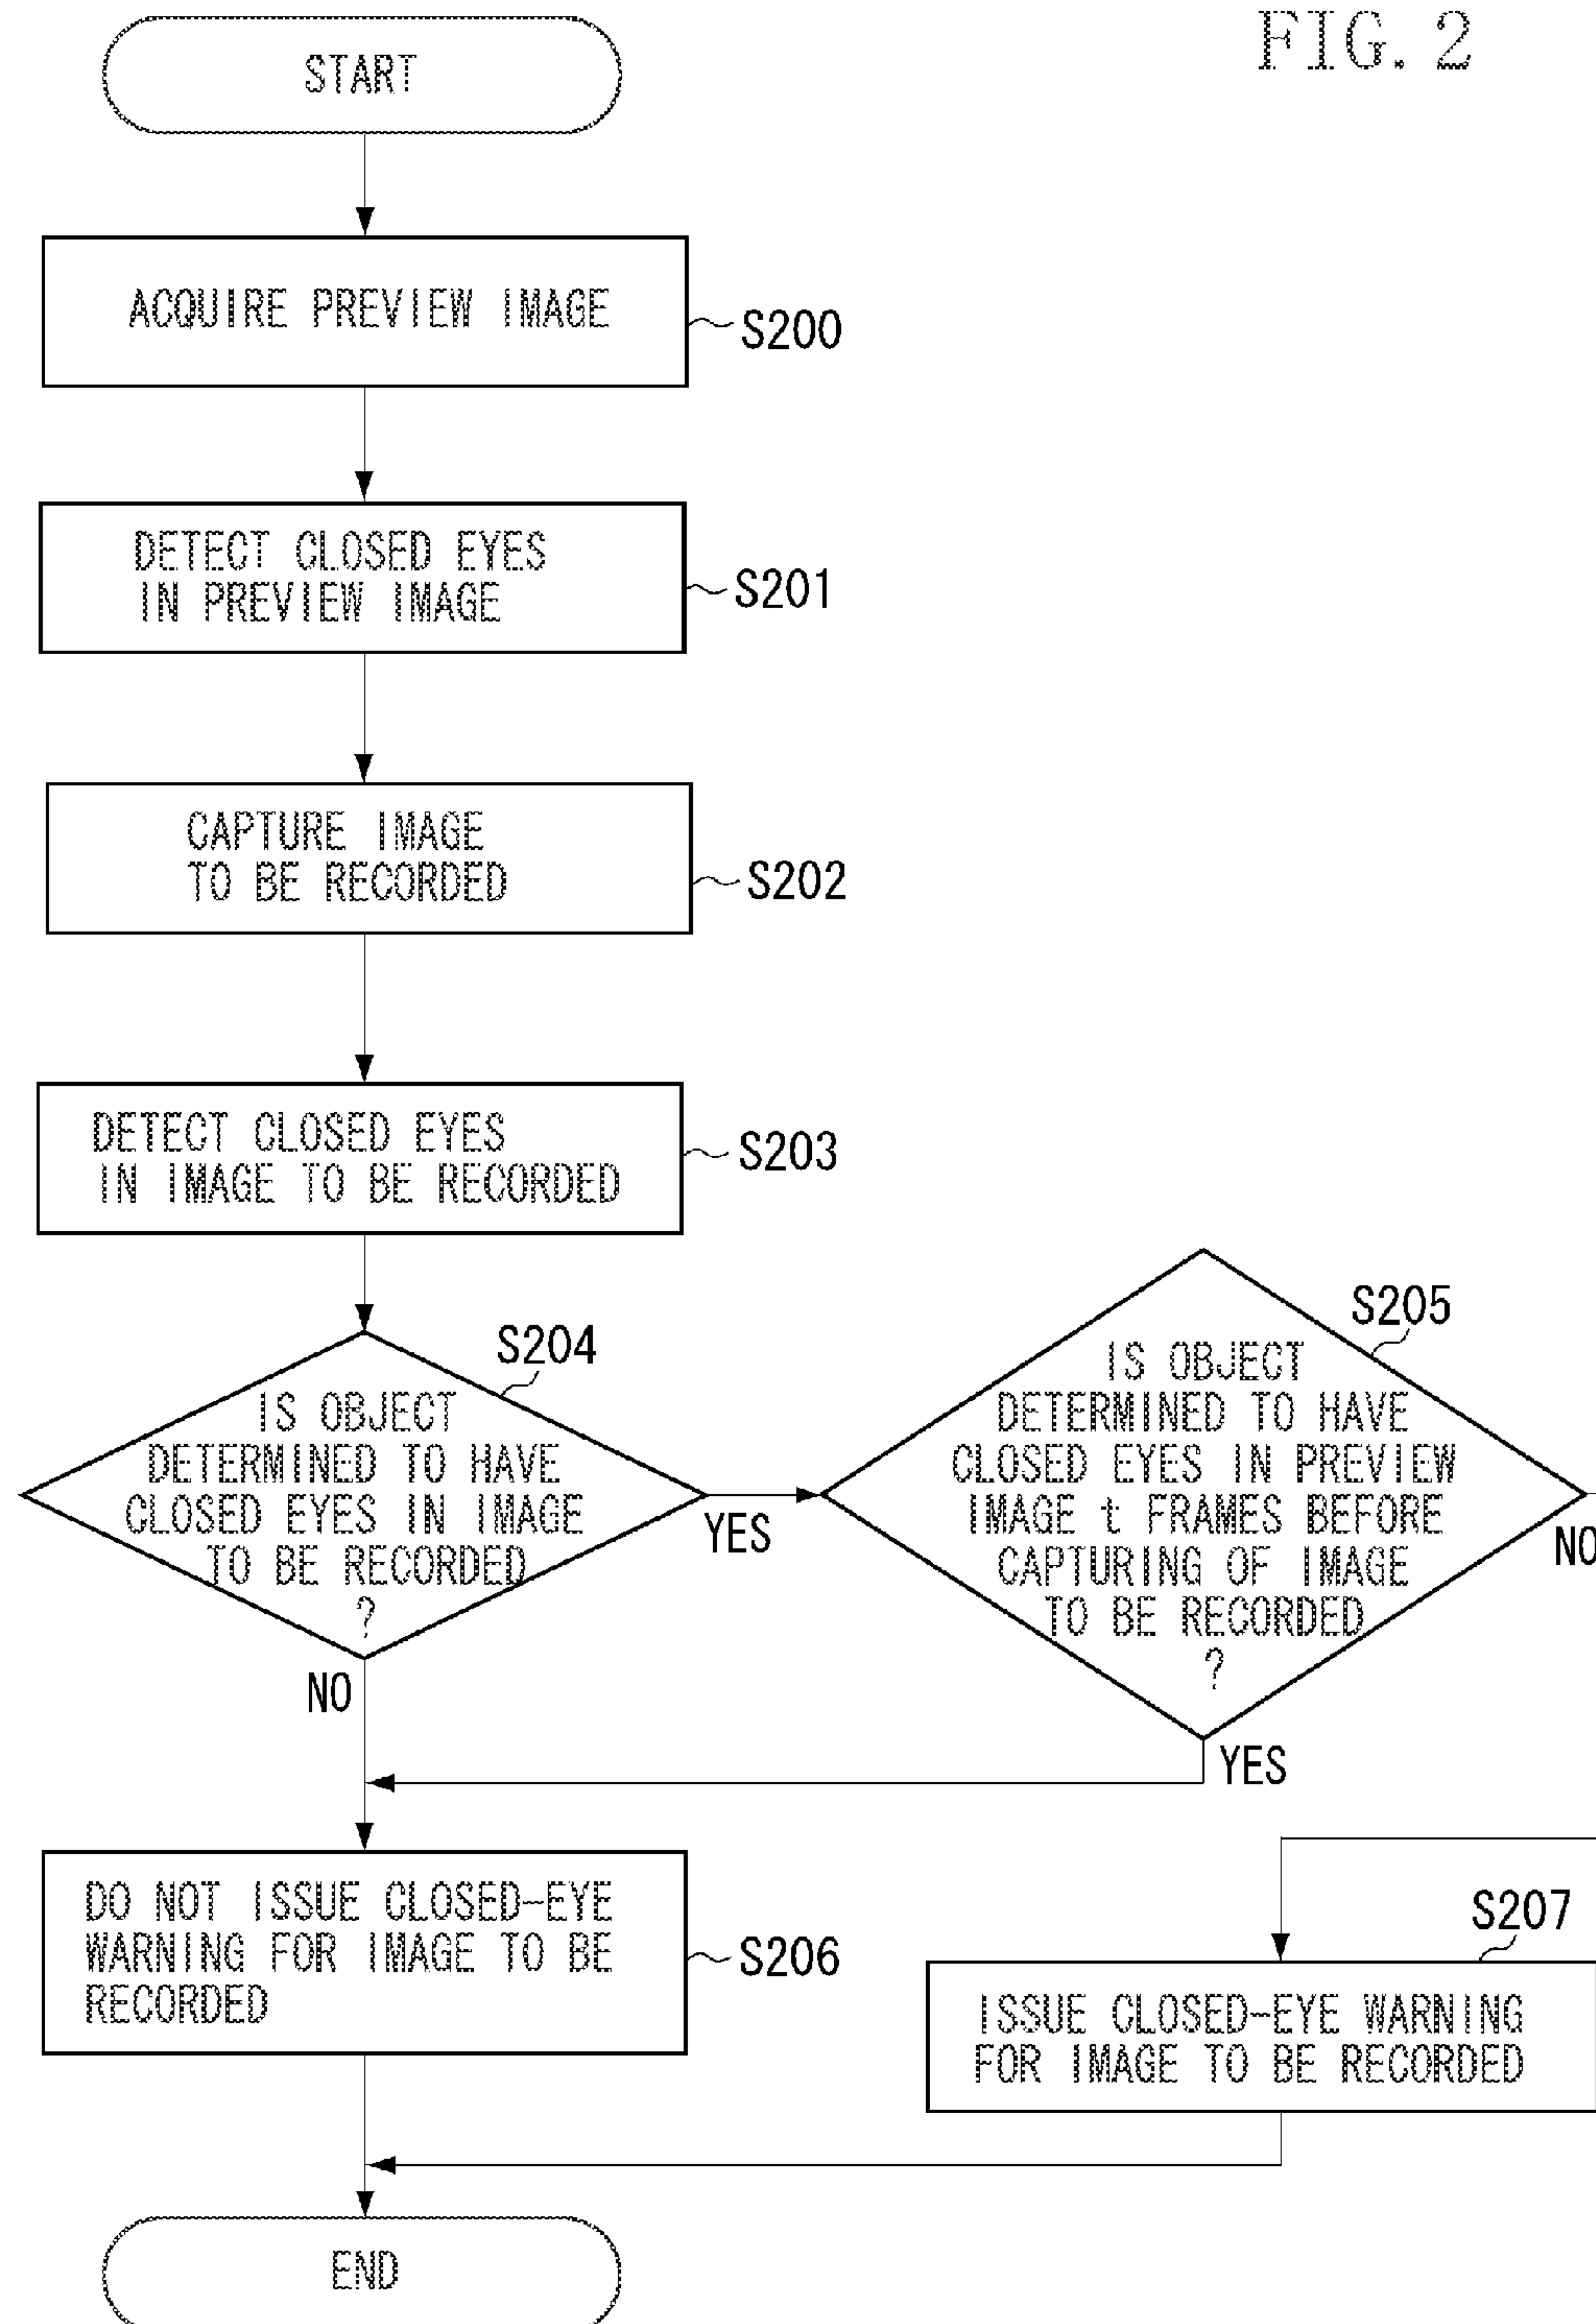 FIG. 2
START
ACQUIRE PREVIEW IMAGE
S200
DETECT CLOSED EYES
IN PREVIEW IMAGE
S201
CAPTURE IMAGE
TO BE RECORDED
S202
DETECT CLOSED EYES
IN IMAGE TO BE RECORDED
S203
S204
IS OBJECT
DETERMINED TO HAVE
CLOSED EYES IN IMAGE
TO BE RECORDED
?
YES
NO
S205
IS OBJECT
DETERMINED TO HAVE
CLOSED EYES IN PREVIEW
IMAGE t FRAMES BEFORE
CAPTURING OF IMAGE
TO BE RECORDED
?
NO
YES
DO NOT ISSUE CLOSED-EYE
WARNING FOR IMAGE TO BE
RECORDED
S206
S207
ISSUE CLOSED-EYE WARNING
FOR IMAGE TO BE RECORDED
END